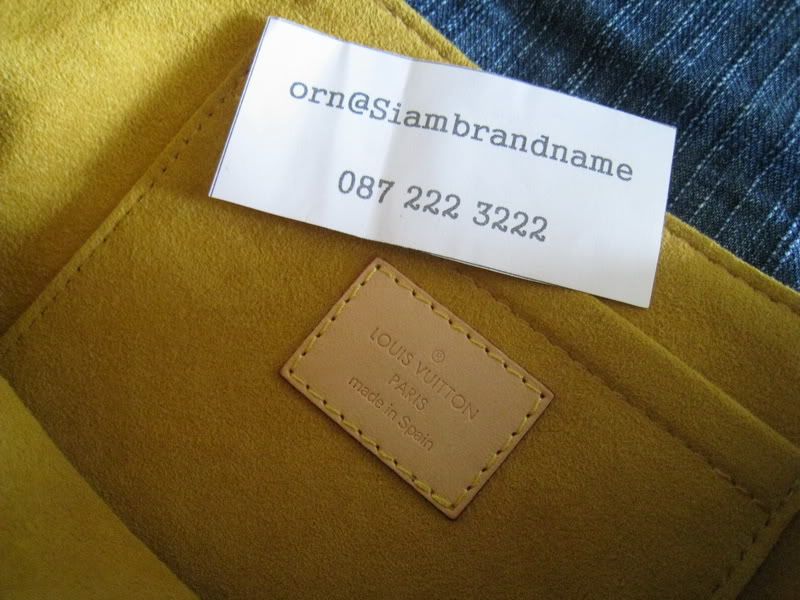 orn@Siambrandname
087 222 3222
®
LOUIS VUITTON
PARIS
made in Spain